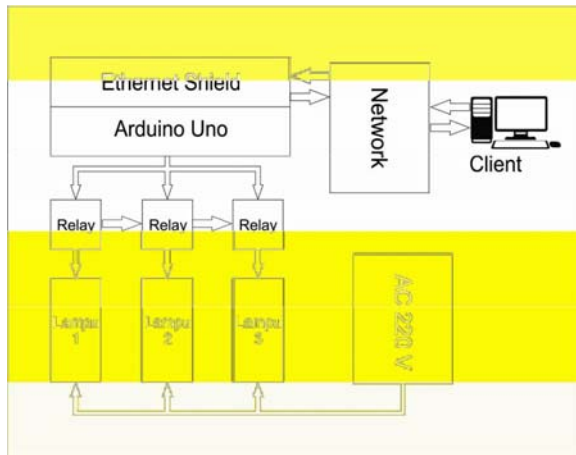 Ethernet Shield
Arduino Uno
Network
Client
Relay
Relay
Relay
Lampu
1
Lampu
2
Lampu
3
AC 220 V